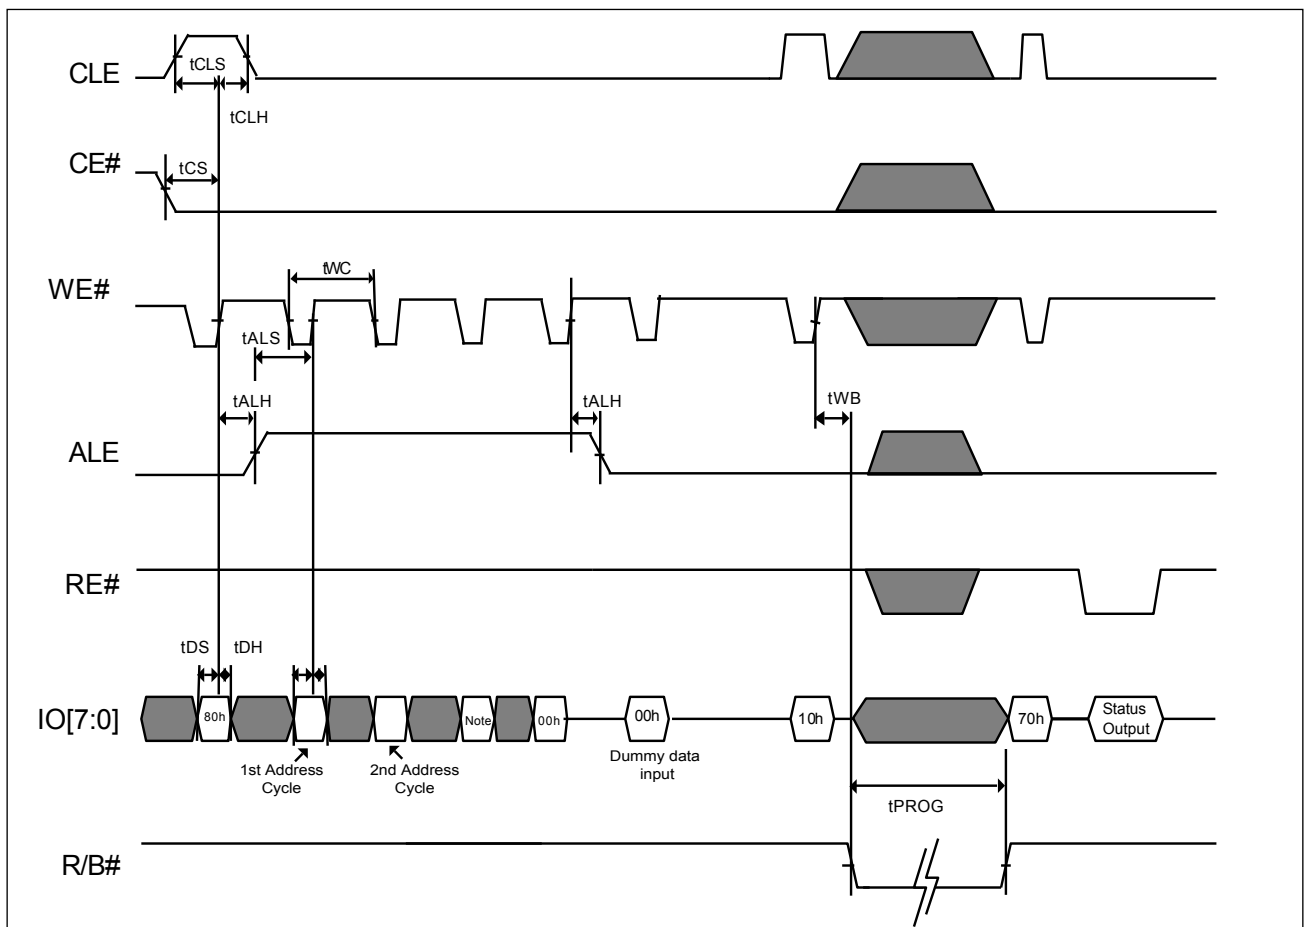 CLE
tCLS
tCLH
CE#
tCS
WE#
tWC
tALS
tALH
tALH
tWB
ALE
RE#
tDS
tDH
IO[7:0]
80h
Note
00h
00h
10h
70h
Status
Output
1st Address
Cycle
2nd Address
Cycle
Dummy data
input
tPROG
R/B#